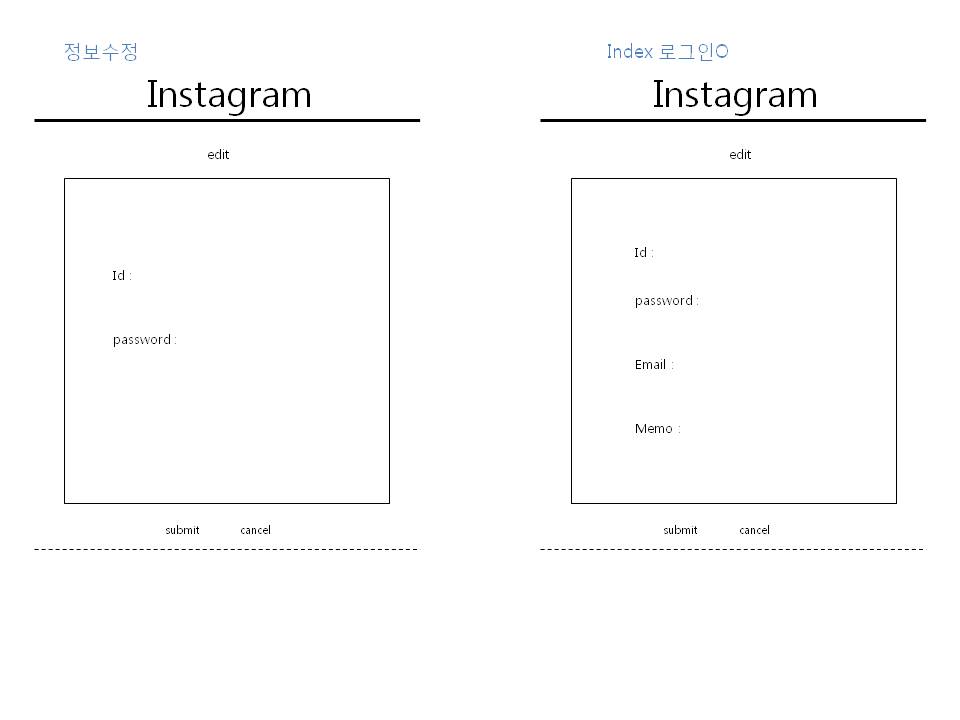 정보수정
Instagram
edit
Id :
password :
submit cancel
Index 로그인O
Instagram
edit
Id :
password :
Email :
Memo :
submit cancel